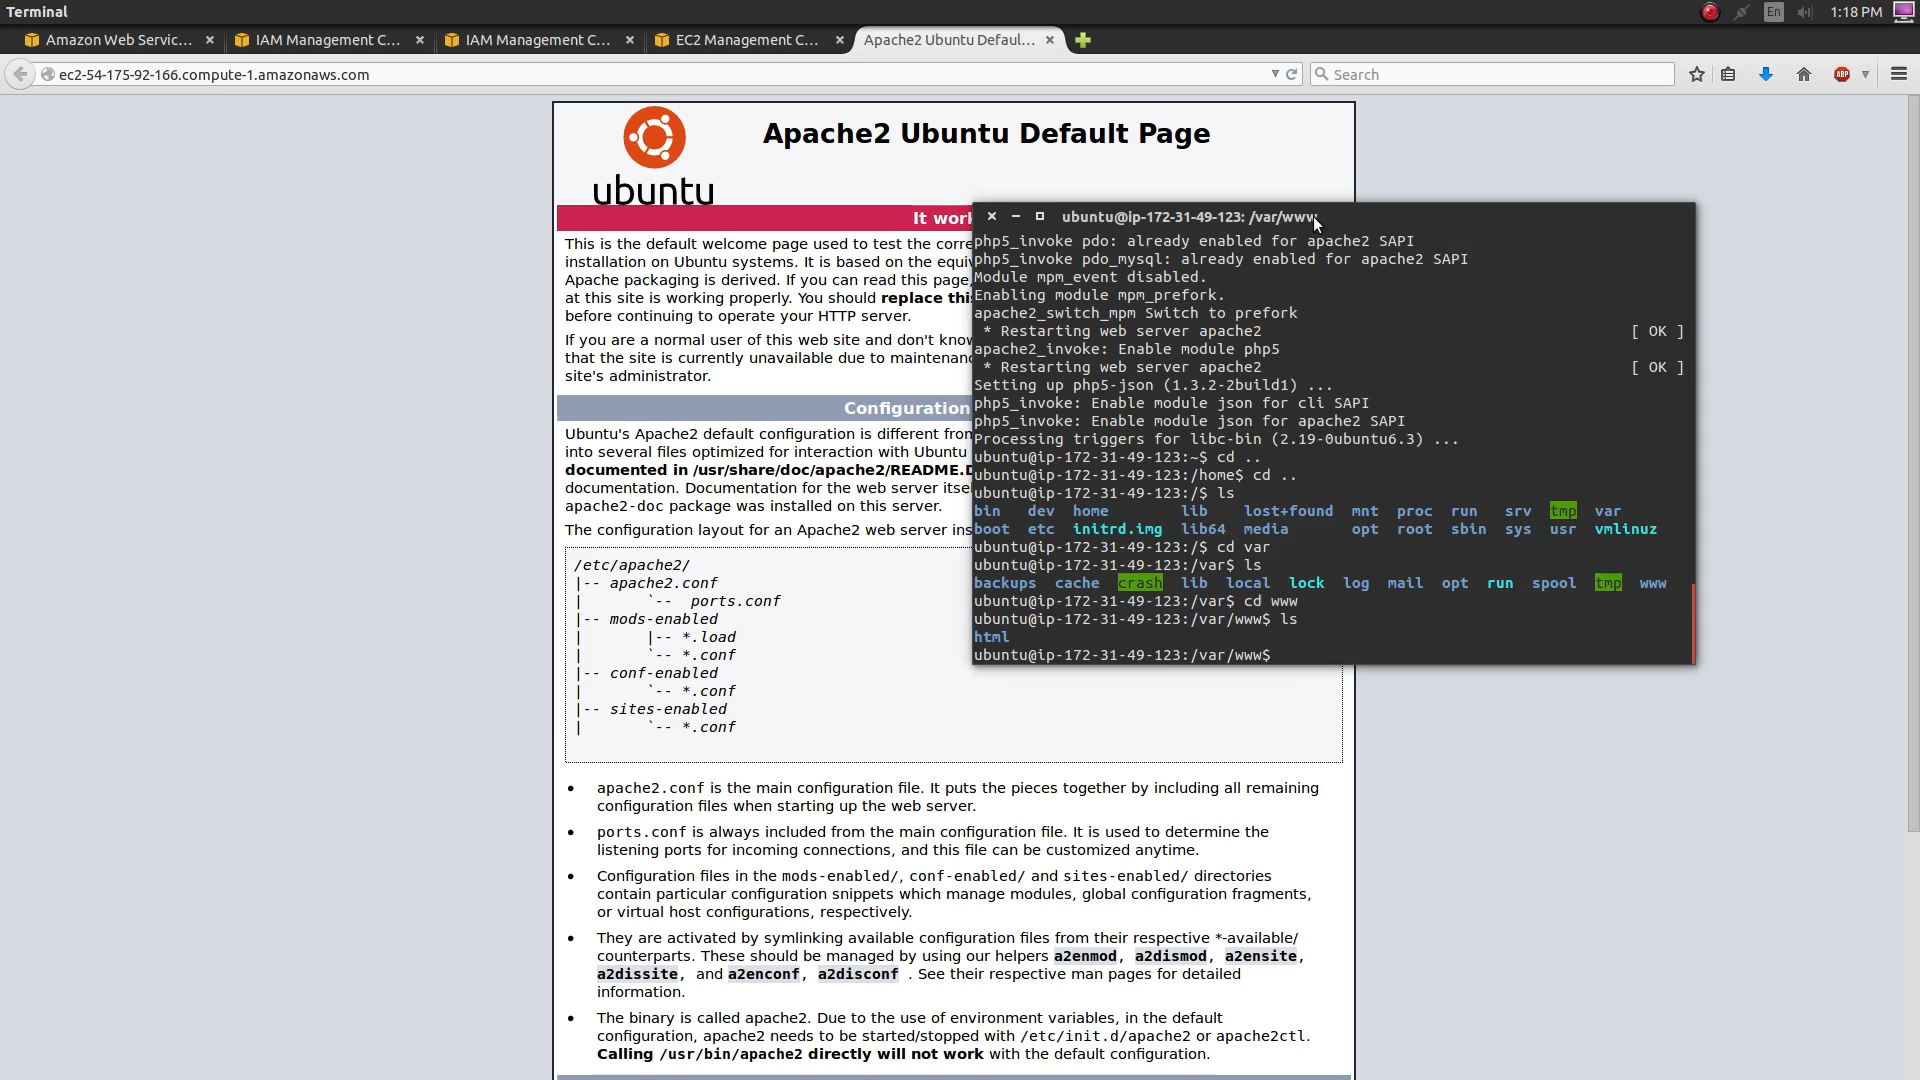 Terminal
En
1:18 PM
Amazon Web Servic...
IAM Management C...
IAM Management C...
EC2 Management C...
Apache2 Ubuntu Defaul...
ec2-54-175-92-166.compute-1.amazonaws.com
Search
ABP
ubuntu
Apache2 Ubuntu Default Page
It work
This is the default welcome page used to test the corre
installation on Ubuntu systems. It is based on the equiv
Apache packaging is derived. If you can read this page,
at this site is working properly. You should replace this
before continuing to operate your HTTP server.
If you are a normal user of this web site and don't know
that the site is currently unavailable due to maintenanc
site's administrator.
Configuration
Ubuntu's Apache2 default configuration is different from
into several files optimized for interaction with Ubuntu
documented in /usr/share/doc/apache2/README.D
documentation. Documentation for the web server itse
apache2-doc package was installed on this server.
The configuration layout for an Apache2 web server ins
/etc/apache2/
|-- apache2.conf
|       `--  ports.conf
|-- mods-enabled
|       |-- *.load
|       `-- *.conf
|-- conf-enabled
|       `-- *.conf
|-- sites-enabled
|       `-- *.conf
apache2.conf is the main configuration file. It puts the pieces together by including all remaining
configuration files when starting up the web server.
ports.conf is always included from the main configuration file. It is used to determine the
listening ports for incoming connections, and this file can be customized anytime.
Configuration files in the mods-enabled/, conf-enabled/ and sites-enabled/ directories
contain particular configuration snippets which manage modules, global configuration fragments,
or virtual host configurations, respectively.
They are activated by symlinking available configuration files from their respective *-available/
counterparts. These should be managed by using our helpers a2enmod, a2dismod, a2ensite,
a2dissite, and a2enconf, a2disconf . See their respective man pages for detailed
information.
The binary is called apache2. Due to the use of environment variables, in the default
configuration, apache2 needs to be started/stopped with /etc/init.d/apache2 or apache2ctl.
Calling /usr/bin/apache2 directly will not work with the default configuration.
ubuntu@ip-172-31-49-123: /var/www
php5_invoke pdo: already enabled for apache2 SAPI
php5_invoke pdo_mysql: already enabled for apache2 SAPI
Module mpm_event disabled.
Enabling module mpm_prefork.
apache2_switch_mpm Switch to prefork
 * Restarting web server apache2 [ OK ]
apache2_invoke: Enable module php5
 * Restarting web server apache2 [ OK ]
Setting up php5-json (1.3.2-2build1) ...
php5_invoke: Enable module json for cli SAPI
php5_invoke: Enable module json for apache2 SAPI
Processing triggers for libc-bin (2.19-0ubuntu6.3) ...
ubuntu@ip-172-31-49-123:~$ cd ..
ubuntu@ip-172-31-49-123:/home$ cd ..
ubuntu@ip-172-31-49-123:/$ ls
bin dev home lib lost+found mnt proc run srv tmp var
boot etc initrd.img lib64 media opt root sbin sys usr vmlinuz
ubuntu@ip-172-31-49-123:/$ cd var
ubuntu@ip-172-31-49-123:/var$ ls
backups cache crash lib local lock log mail opt run spool tmp www
ubuntu@ip-172-31-49-123:/var$ cd www
ubuntu@ip-172-31-49-123:/var/www$ ls
html
ubuntu@ip-172-31-49-123:/var/www$